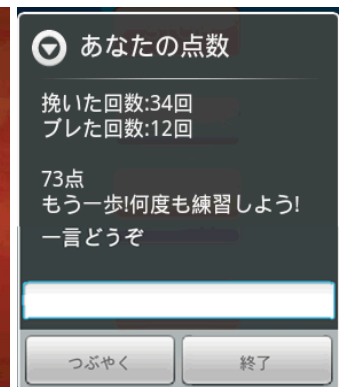 あなたの点数
挽いた回数:34回
ブレた回数:12回
73点
もう一歩!何度も練習しよう!
一言どうぞ
つぶやく
終了